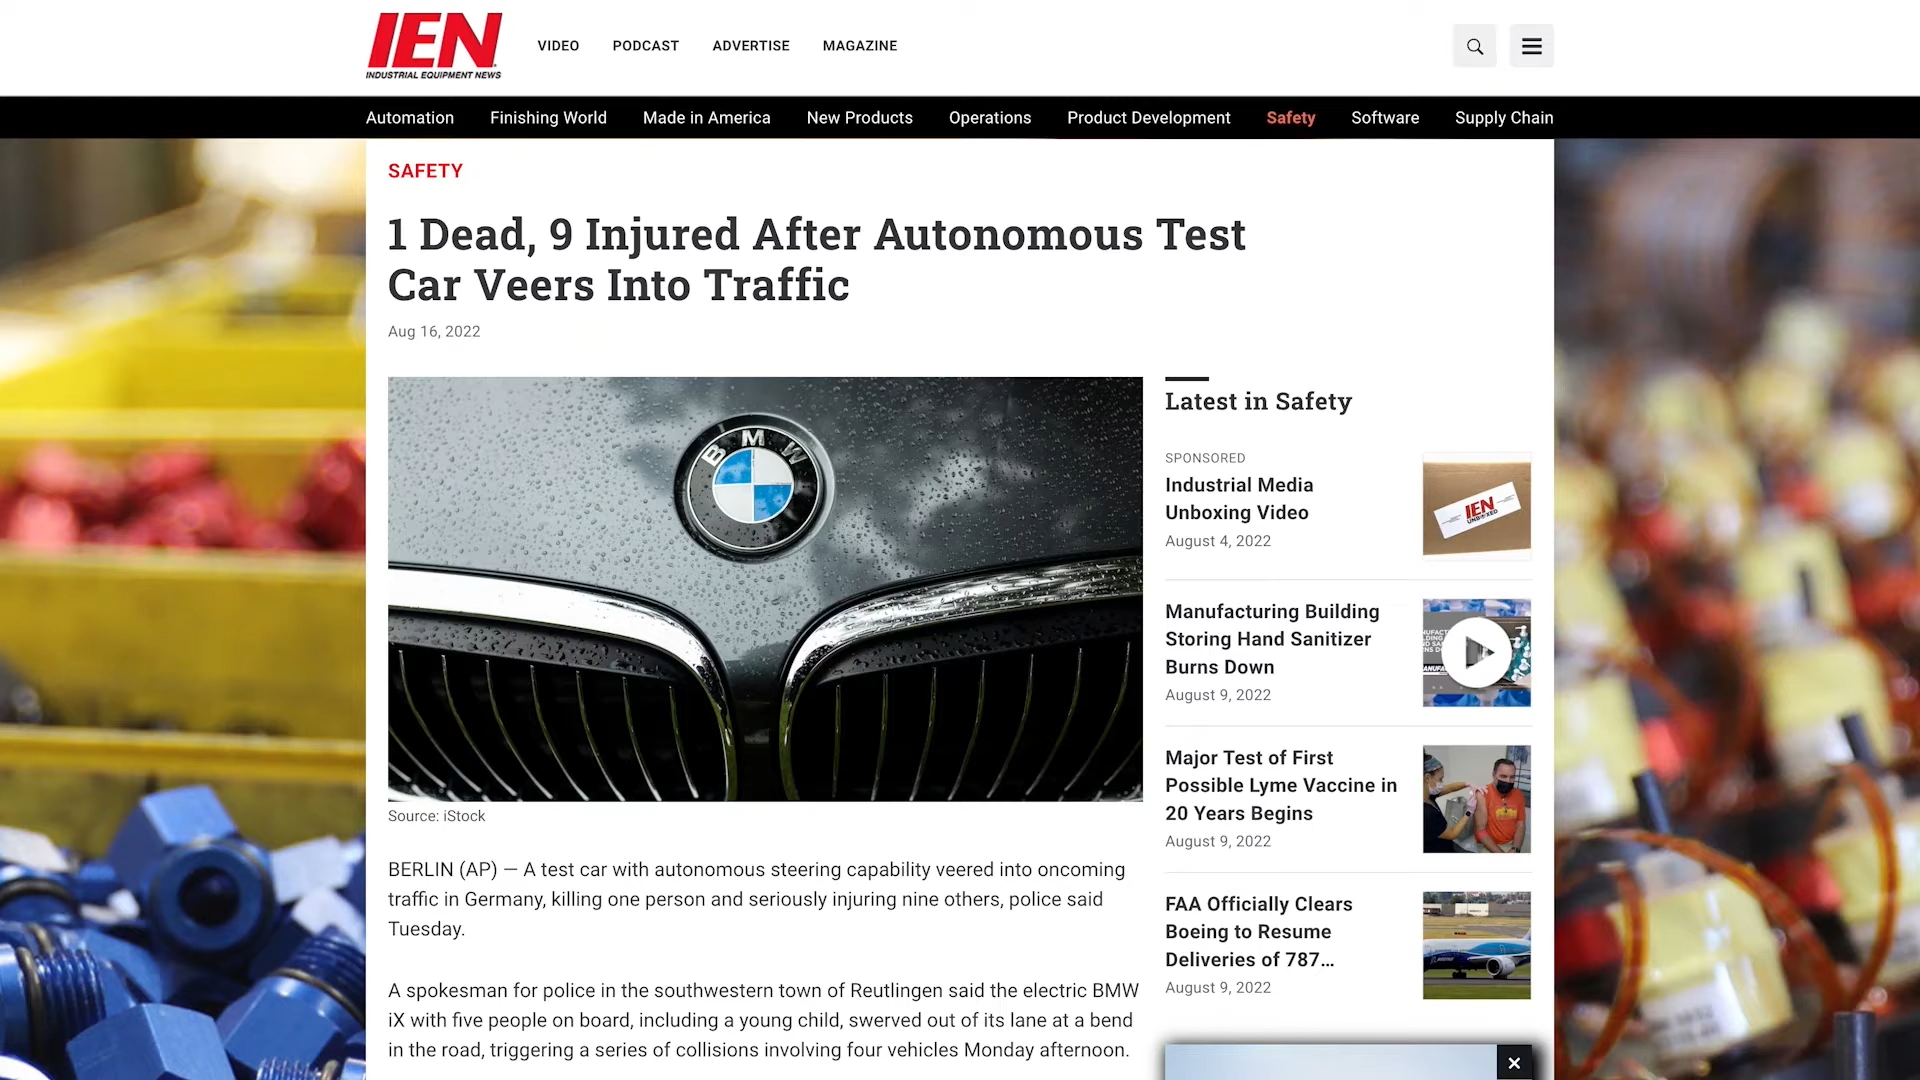 IEN
INDUSTRIAL EQUIPMENT NEWS
VIDEO PODCAST ADVERTISE MAGAZINE
Automation Finishing World Made in America New Products Operations Product Development Safety Software Supply Chain
SAFETY
1 Dead, 9 Injured After Autonomous Test
Car Veers Into Traffic
Aug 16, 2022
BMW
Source: iStock
BERLIN (AP) — A test car with autonomous steering capability veered into oncoming
traffic in Germany, killing one person and seriously injuring nine others, police said
Tuesday.
A spokesman for police in the southwestern town of Reutlingen said the electric BMW
iX with five people on board, including a young child, swerved out of its lane at a bend
in the road, triggering a series of collisions involving four vehicles Monday afternoon.
Latest in Safety
SPONSORED
Industrial Media
Unboxing Video
August 4, 2022
IEN
UNBOXED
Manufacturing Building
Storing Hand Sanitizer
Burns Down
August 9, 2022
Major Test of First
Possible Lyme Vaccine in
20 Years Begins
August 9, 2022
FAA Officially Clears
Boeing to Resume
Deliveries of 787...
August 9, 2022